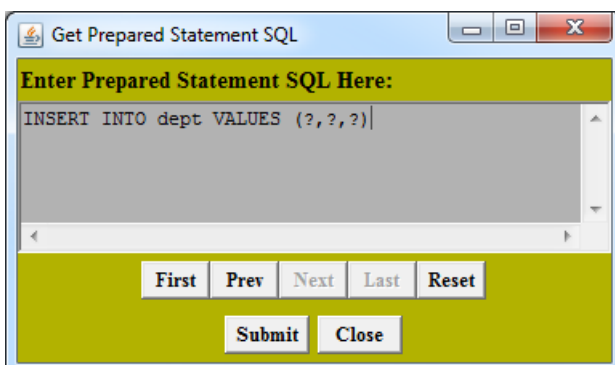 Get Prepared Statement SQL
Enter Prepared Statement SQL Here:
INSERT INTO dept VALUES (?,?,?)
First Prev Next Last Reset
Submit Close